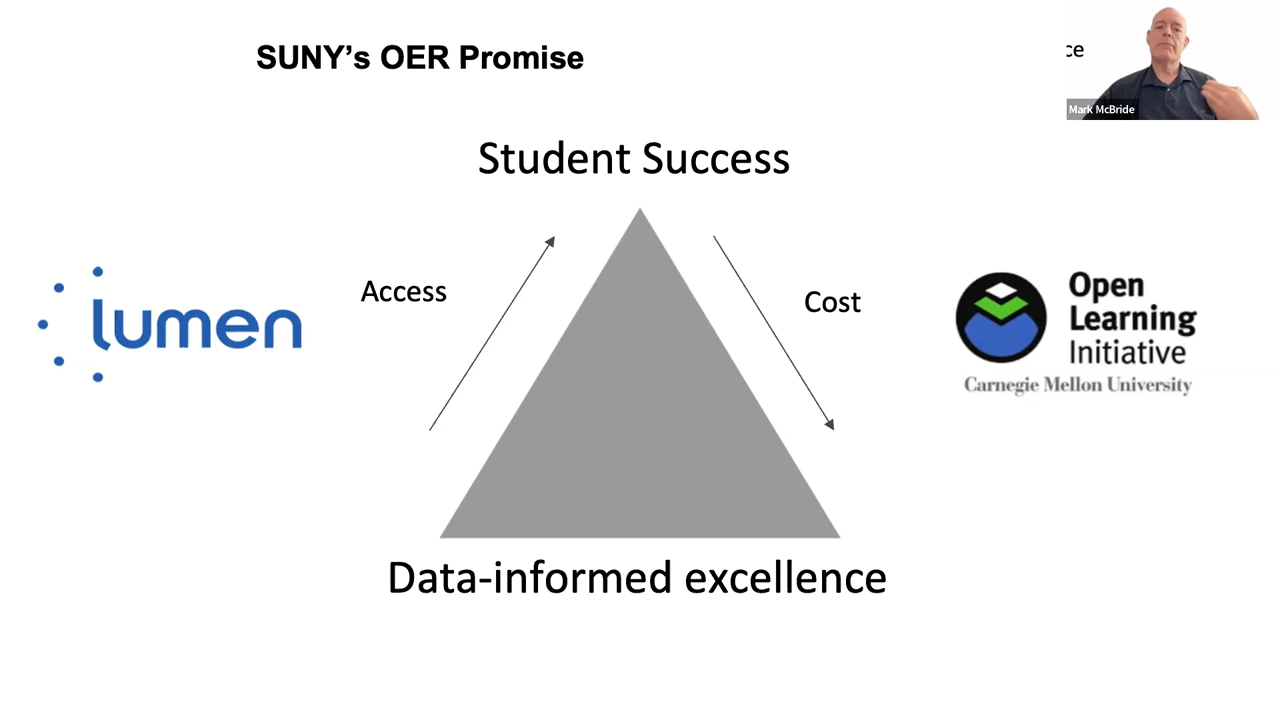 SUNY's OER Promise
ce
Mark McBride
Student Success
Access
Cost
lumen
Open
Learning
Initiative
Carnegie Mellon University
Data-informed excellence